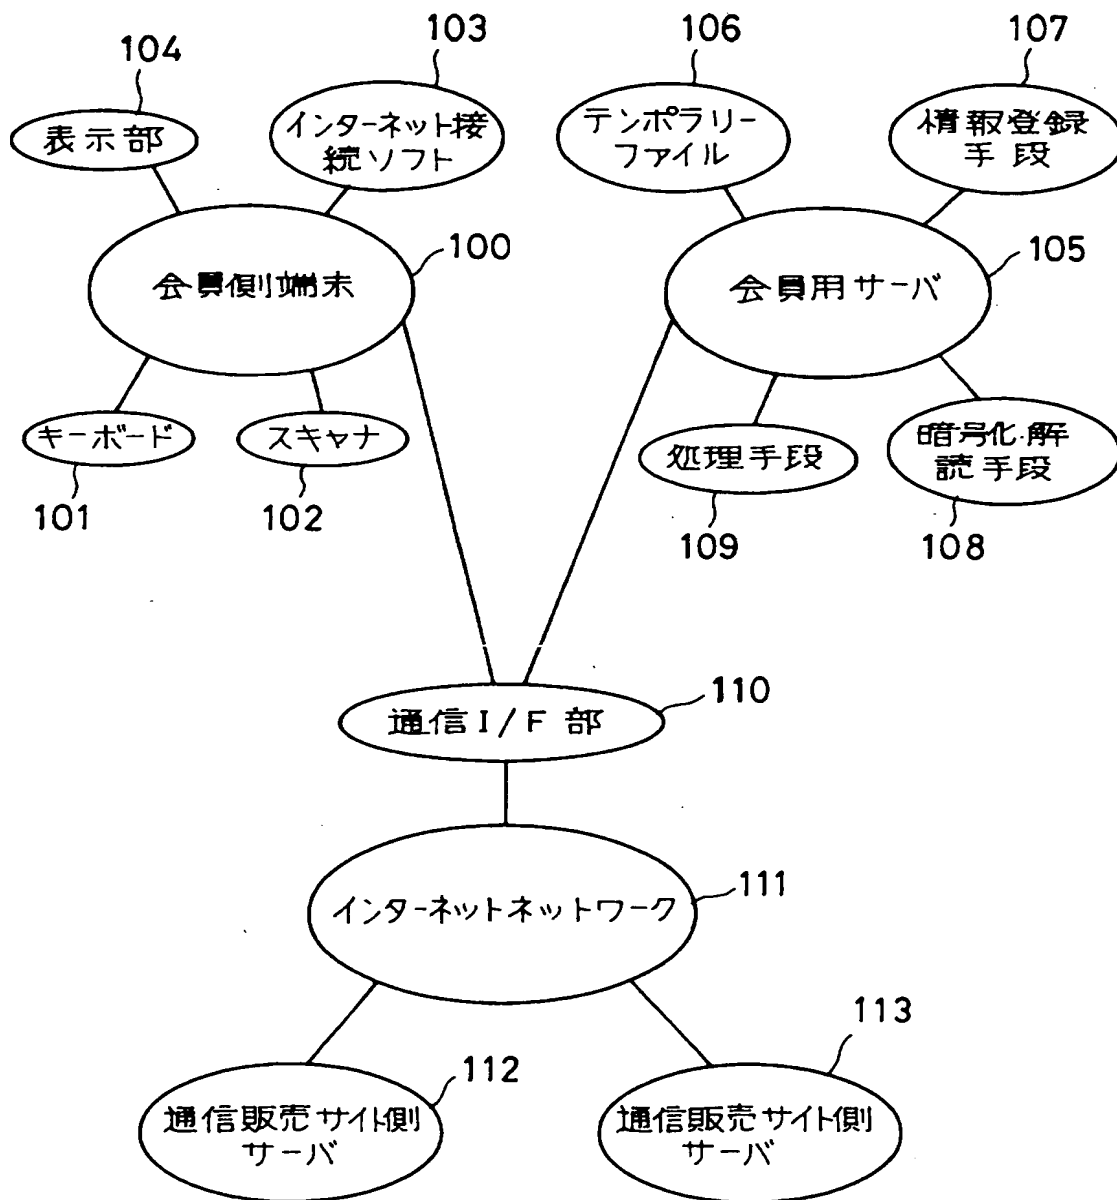 104
103
106
107
表示部
インターネット接
続ソフト
テンポラリー
ファイル
情報登録
手段
100
105
会員側端末
会員用サーバ
キーボード
スキャナ
処理手段
暗号化・解
読手段
101
102
109
108
110
通信I/F部
111
インターネットネットワーク
112
113
通信販売サイト側
サーバ
通信販売サイト側
サーバ